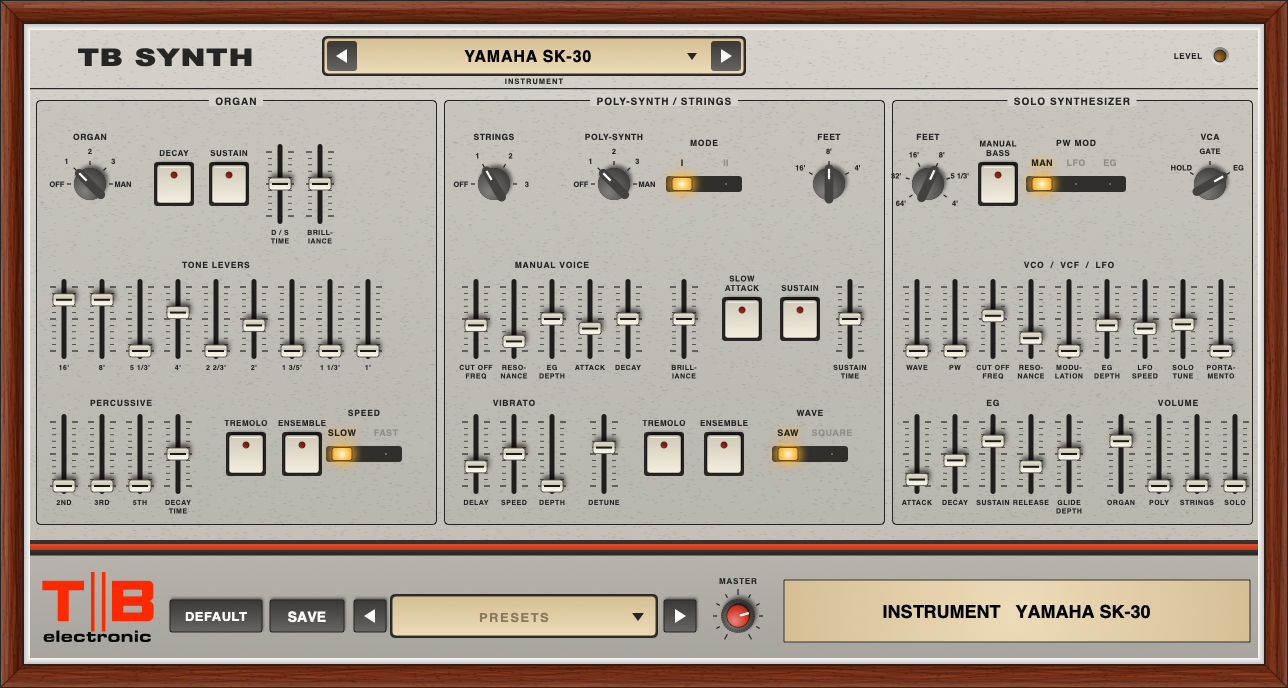 TB SYNTH
YAMAHA SK-30
INSTRUMENT
LEVEL
ORGAN
ORGAN
OFF 1 2 3 MAN
DECAY
SUSTAIN
D / S
TIME
BRILL-
IANCE
TONE LEVERS
16' 8' 5 1/3' 4' 2 2/3' 2' 1 3/5' 1 1/3' 1'
PERCUSSIVE
2ND 3RD 5TH DECAY
TIME
TREMOLO
ENSEMBLE
SPEED
SLOW FAST
POLY-SYNTH / STRINGS
STRINGS
OFF 1 2 3
POLY-SYNTH
OFF 1 2 3 MAN
MODE
I II
FEET
16' 8' 4'
MANUAL VOICE
CUT OFF
FREQ
RESO-
NANCE
EG
DEPTH
ATTACK
DECAY
BRILL-
IANCE
SLOW
ATTACK
SUSTAIN
SUSTAIN
TIME
VIBRATO
DELAY SPEED DEPTH DETUNE
TREMOLO
ENSEMBLE
WAVE
SAW SQUARE
SOLO SYNTHESIZER
FEET
64' 32' 16' 8' 5 1/3' 4'
MANUAL
BASS
PW MOD
MAN LFO EG
VCA
HOLD GATE EG
VCO / VCF / LFO
WAVE
PW
CUT OFF
FREQ
RESO-
NANCE
MODU-
LATION
EG
DEPTH
LFO
SPEED
SOLO
TUNE
PORTA-
MENTO
EG
ATTACK DECAY SUSTAIN RELEASE GLIDE
DEPTH
VOLUME
ORGAN POLY STRINGS SOLO
TB
electronic
DEFAULT
SAVE
PRESETS
MASTER
INSTRUMENT YAMAHA SK-30